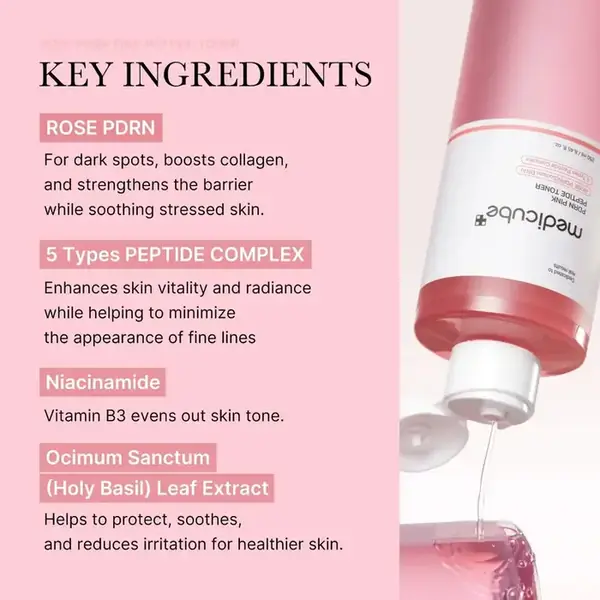 KEY INGREDIENTS
ROSE PDRN
For dark spots, boosts collagen,
and strengthens the barrier
while soothing stressed skin.
5 Types PEPTIDE COMPLEX
Enhances skin vitality and radiance
while helping to minimize
the appearance of fine lines
Niacinamide
Vitamin B3 evens out skin tone.
Ocimum Sanctum
(Holy Basil) Leaf Extract
Helps to protect, soothes,
and reduces irritation for healthier skin.
medicube
PDRN PINK
PEPTIDE TONER